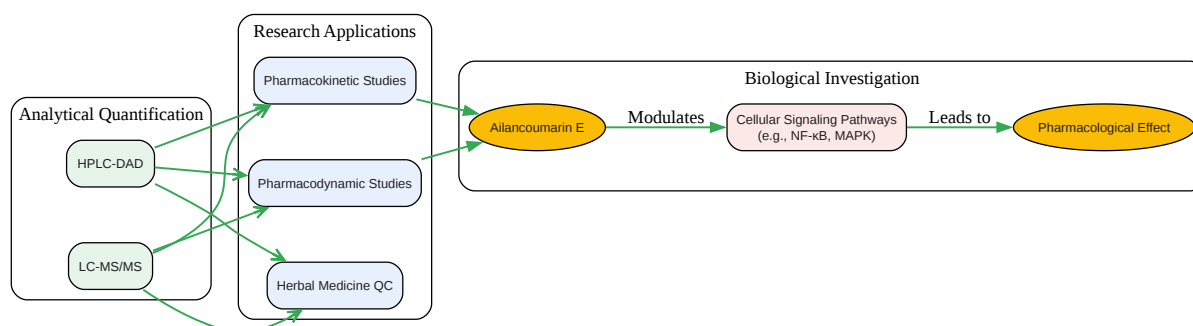 Research Applications
Pharmacokinetic Studies
Pharmacodynamic Studies
Herbal Medicine QC
Analytical Quantification
HPLC-DAD
LC-MS/MS
Biological Investigation
Ailancoumarin E
Modulates
Cellular Signaling Pathways
(e.g., NF-κB, MAPK)
Leads to
Pharmacological Effect